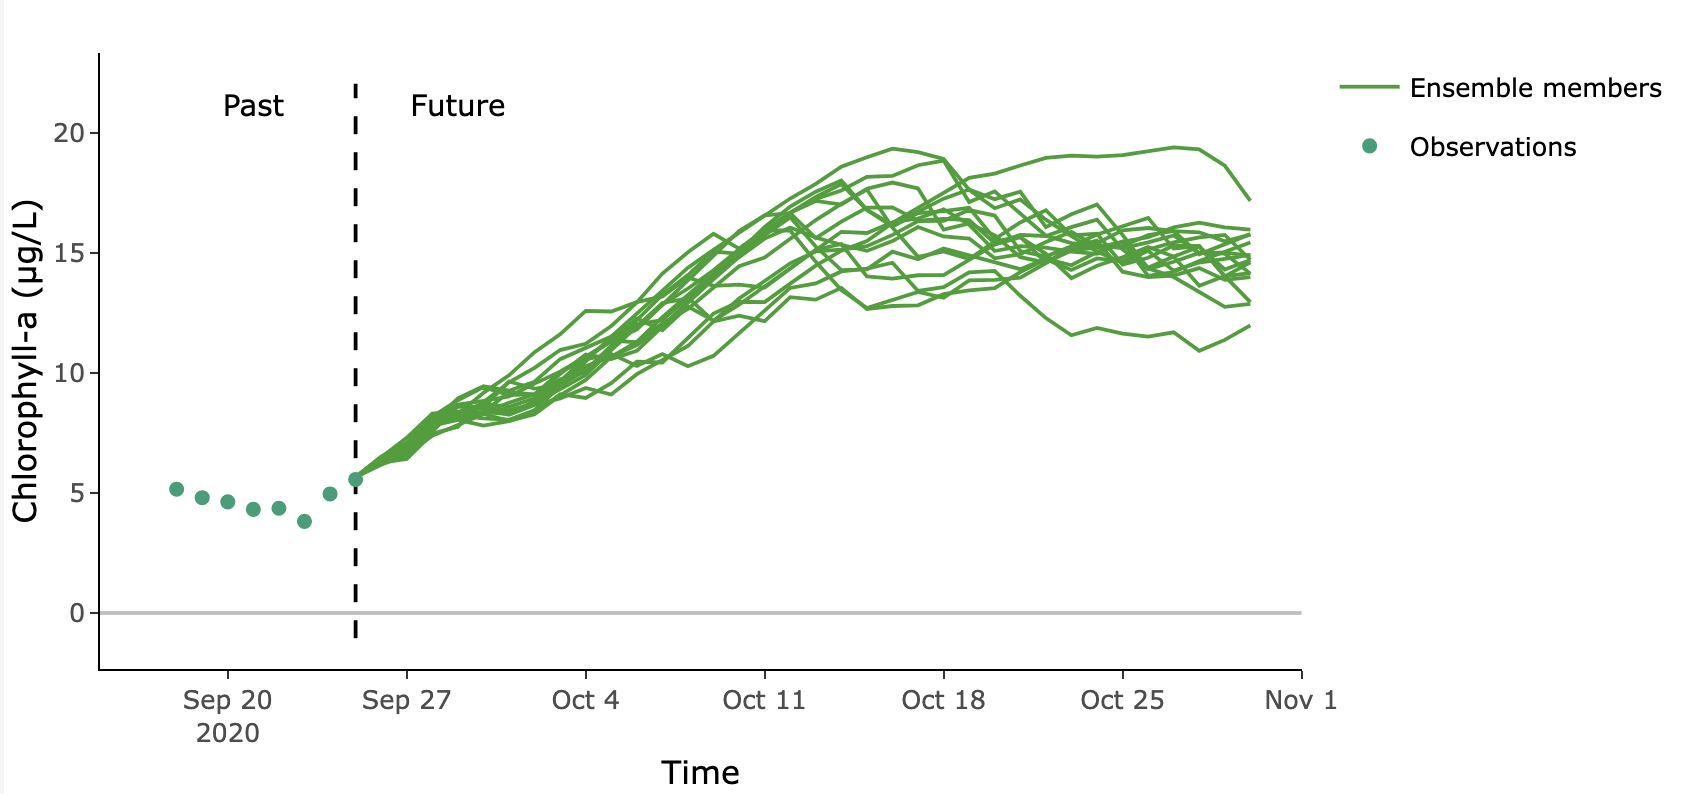 Past
Future
Ensemble members
Observations
20
15
10
5
0
Chlorophyll-a (μg/L)
Sep 20
2020
Sep 27
Oct 4
Oct 11
Oct 18
Oct 25
Nov 1
Time